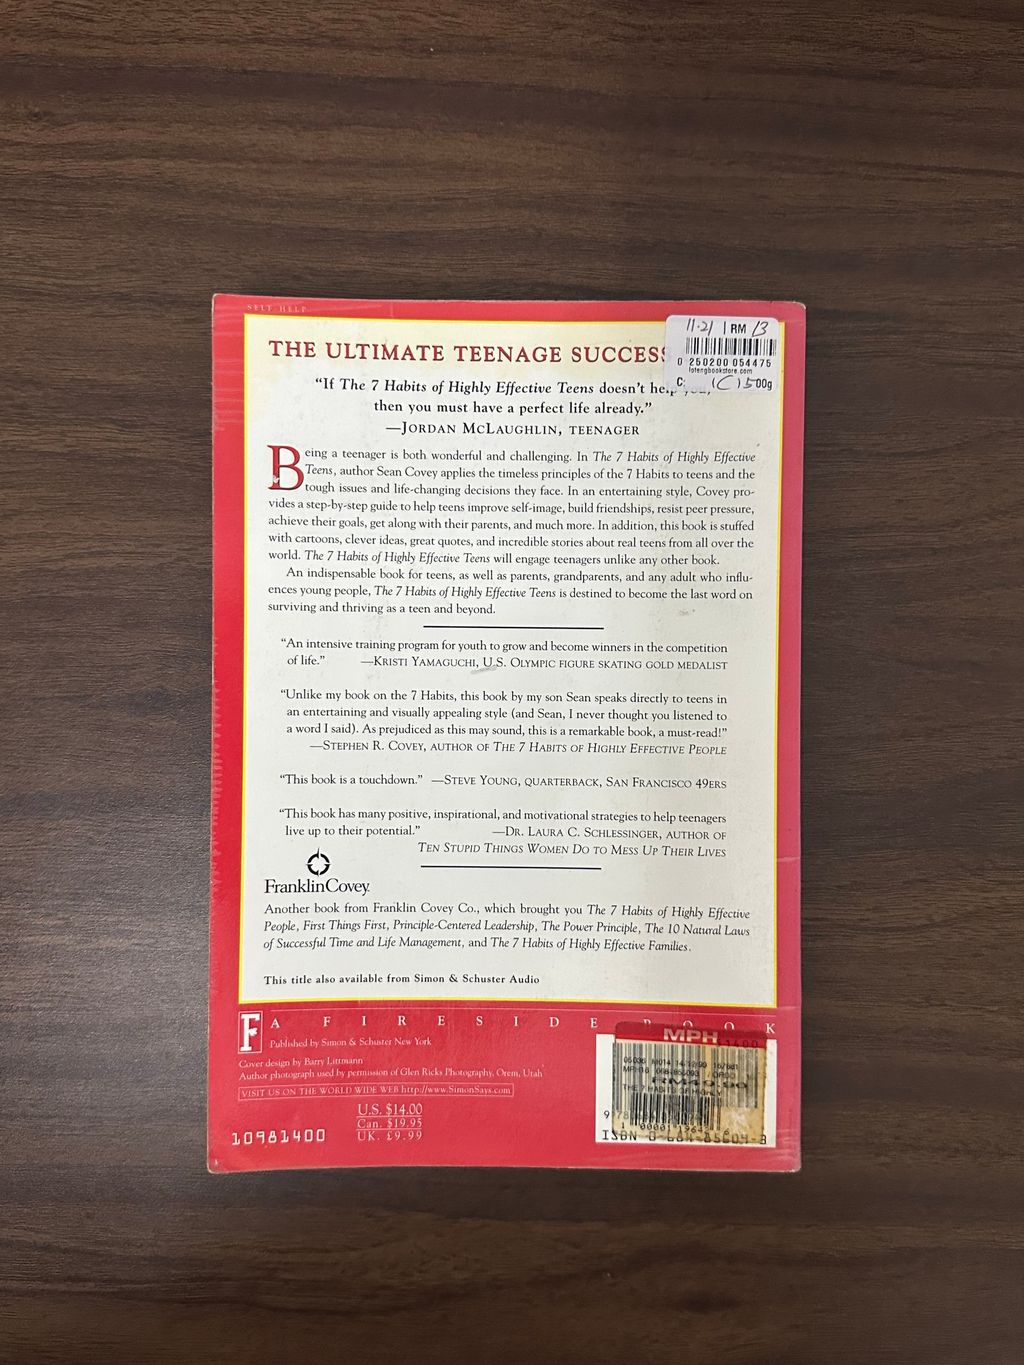 SELF-HELP
THE ULTIMATE TEENAGE SUCCESS
11·21 | RM 13
0 250200 054475
lotengbookstore.com
C: (C) 500g
“If The 7 Habits of Highly Effective Teens doesn’t help you,
then you must have a perfect life already.”
—JORDAN MCLAUGHLIN, TEENAGER
Being a teenager is both wonderful and challenging. In The 7 Habits of Highly Effective
Teens, author Sean Covey applies the timeless principles of the 7 Habits to teens and the
tough issues and life-changing decisions they face. In an entertaining style, Covey pro-
vides a step-by-step guide to help teens improve self-image, build friendships, resist peer pressure,
achieve their goals, get along with their parents, and much more. In addition, this book is stuffed
with cartoons, clever ideas, great quotes, and incredible stories about real teens from all over the
world. The 7 Habits of Highly Effective Teens will engage teenagers unlike any other book.
An indispensable book for teens, as well as parents, grandparents, and any adult who influ-
ences young people, The 7 Habits of Highly Effective Teens is destined to become the last word on
surviving and thriving as a teen and beyond.
“An intensive training program for youth to grow and become winners in the competition
of life.” —KRISTI YAMAGUCHI, U.S. OLYMPIC FIGURE SKATING GOLD MEDALIST
“Unlike my book on the 7 Habits, this book by my son Sean speaks directly to teens in
an entertaining and visually appealing style (and Sean, I never thought you listened to
a word I said). As prejudiced as this may sound, this is a remarkable book, a must-read!”
—STEPHEN R. COVEY, AUTHOR OF THE 7 HABITS OF HIGHLY EFFECTIVE PEOPLE
“This book is a touchdown.” —STEVE YOUNG, QUARTERBACK, SAN FRANCISCO 49ERS
“This book has many positive, inspirational, and motivational strategies to help teenagers
live up to their potential.” —DR. LAURA C. SCHLESSINGER, AUTHOR OF
TEN STUPID THINGS WOMEN DO TO MESS UP THEIR LIVES
FranklinCovey
Another book from Franklin Covey Co., which brought you The 7 Habits of Highly Effective
People, First Things First, Principle-Centered Leadership, The Power Principle, The 10 Natural Laws
of Successful Time and Life Management, and The 7 Habits of Highly Effective Families.
This title also available from Simon & Schuster Audio
F A FIRESIDE BOOK
Published by Simon & Schuster New York
Cover design by Barry Littmann
Author photograph used by permission of Glen Ricks Photography, Orem, Utah
VISIT US ON THE WORLD WIDE WEB http://www.SimonSays.com
U.S. $14.00
Can. $19.95
UK. £9.99
10981400
MPH
RM49.90
ISBN 0-684-85609-3